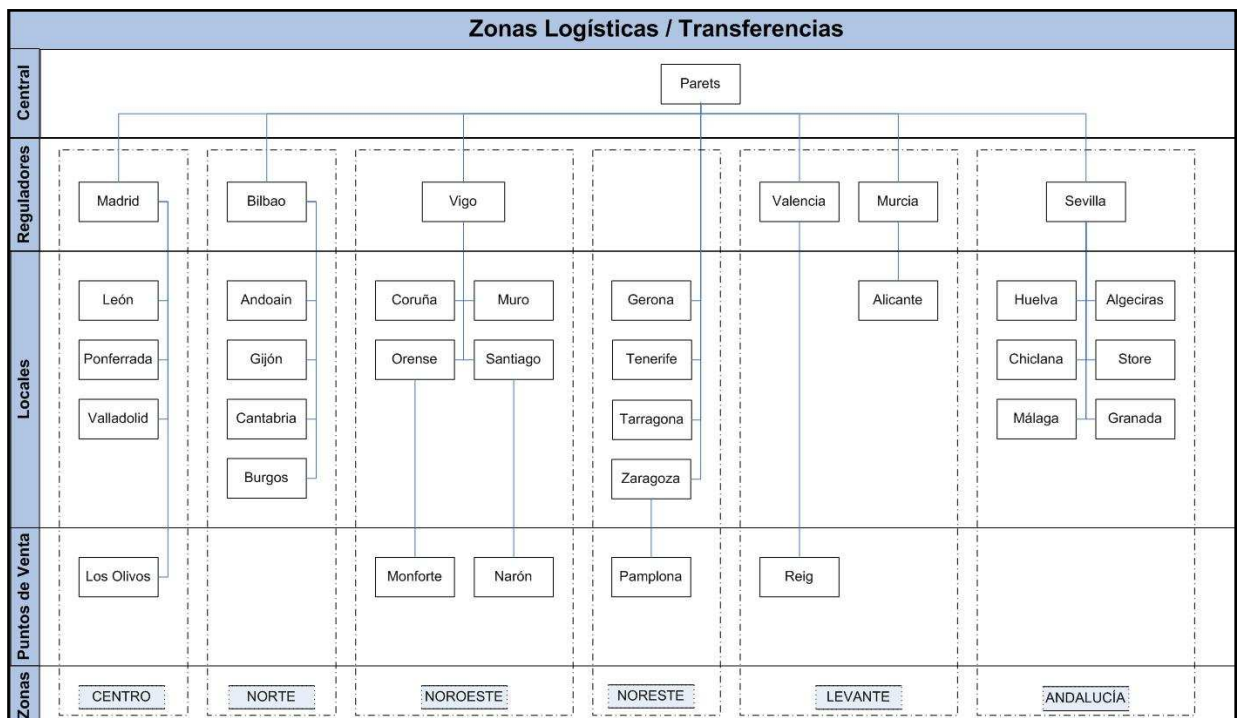 Zonas Logísticas / Transferencias
Central
Parets
Reguladores
Madrid
Bilbao
Vigo
Valencia
Murcia
Sevilla
Locales
León
Andoain
Coruña
Muro
Gerona
Alicante
Huelva
Algeciras
Ponferrada
Gijón
Orense
Santiago
Tenerife
Chiclana
Store
Valladolid
Cantabria
Tarragona
Málaga
Granada
Burgos
Zaragoza
Puntos de Venta
Los Olivos
Monforte
Narón
Pamplona
Reig
Zonas
CENTRO
NORTE
NOROESTE
NORESTE
LEVANTE
ANDALUCÍA